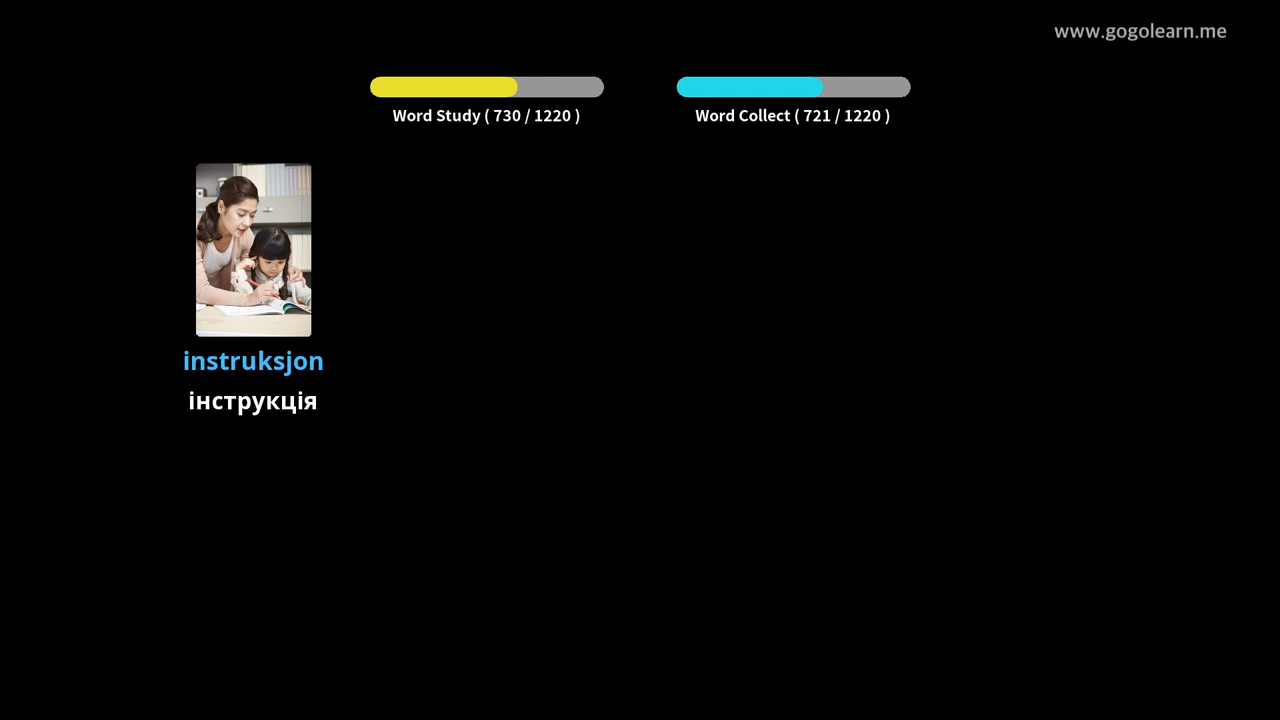 www.gogolearn.me
Word Study ( 730 / 1220 )
Word Collect ( 721 / 1220 )
instruksjon
інструкція